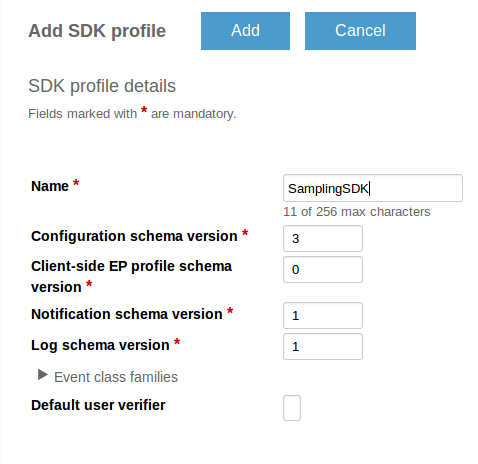 Add SDK profile Add Cancel
SDK profile details
Fields marked with * are mandatory.
Name * SamplingSDK
11 of 256 max characters
Configuration schema version * 3
Client-side EP profile schema
version * 0
Notification schema version * 1
Log schema version * 1
Event class families
Default user verifier